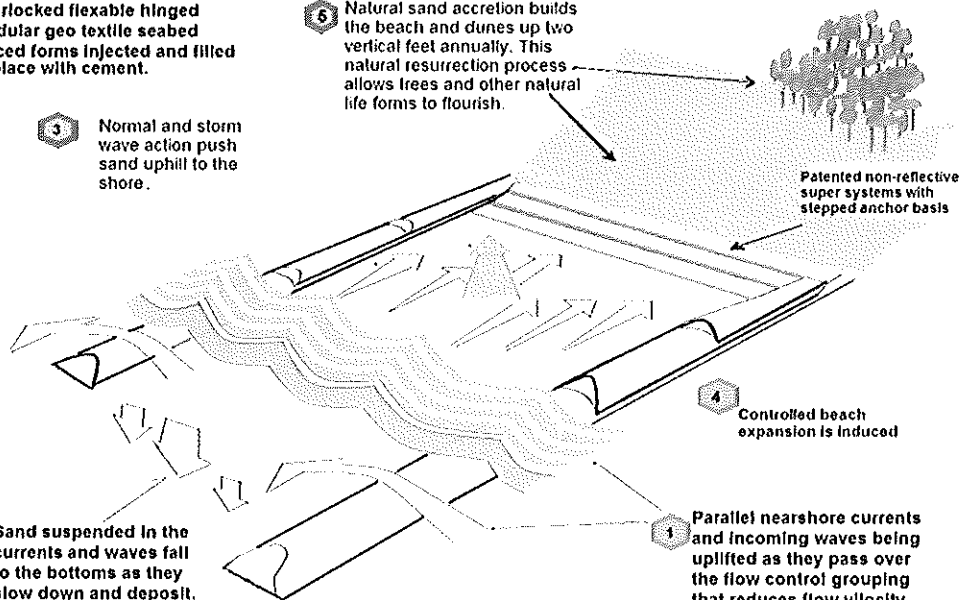 rlocked flexable hinged
dular geo textile seabed
ced forms injected and filled
place with cement.
5
Natural sand accretion builds
the beach and dunes up two
vertical feet annually. This
natural resurrection process
allows trees and other natural
life forms to flourish.
3
Normal and storm
wave action push
sand uphill to the
shore.
Patented non-reflective
super systems with
stepped anchor basis
4
Controlled beach
expansion is induced
Sand suspended in the
currents and waves fall
to the bottoms as they
slow down and deposit.
1
Parallel nearshore currents
and incoming waves being
uplifted as they pass over
the flow control grouping
that reduces flow vilocity